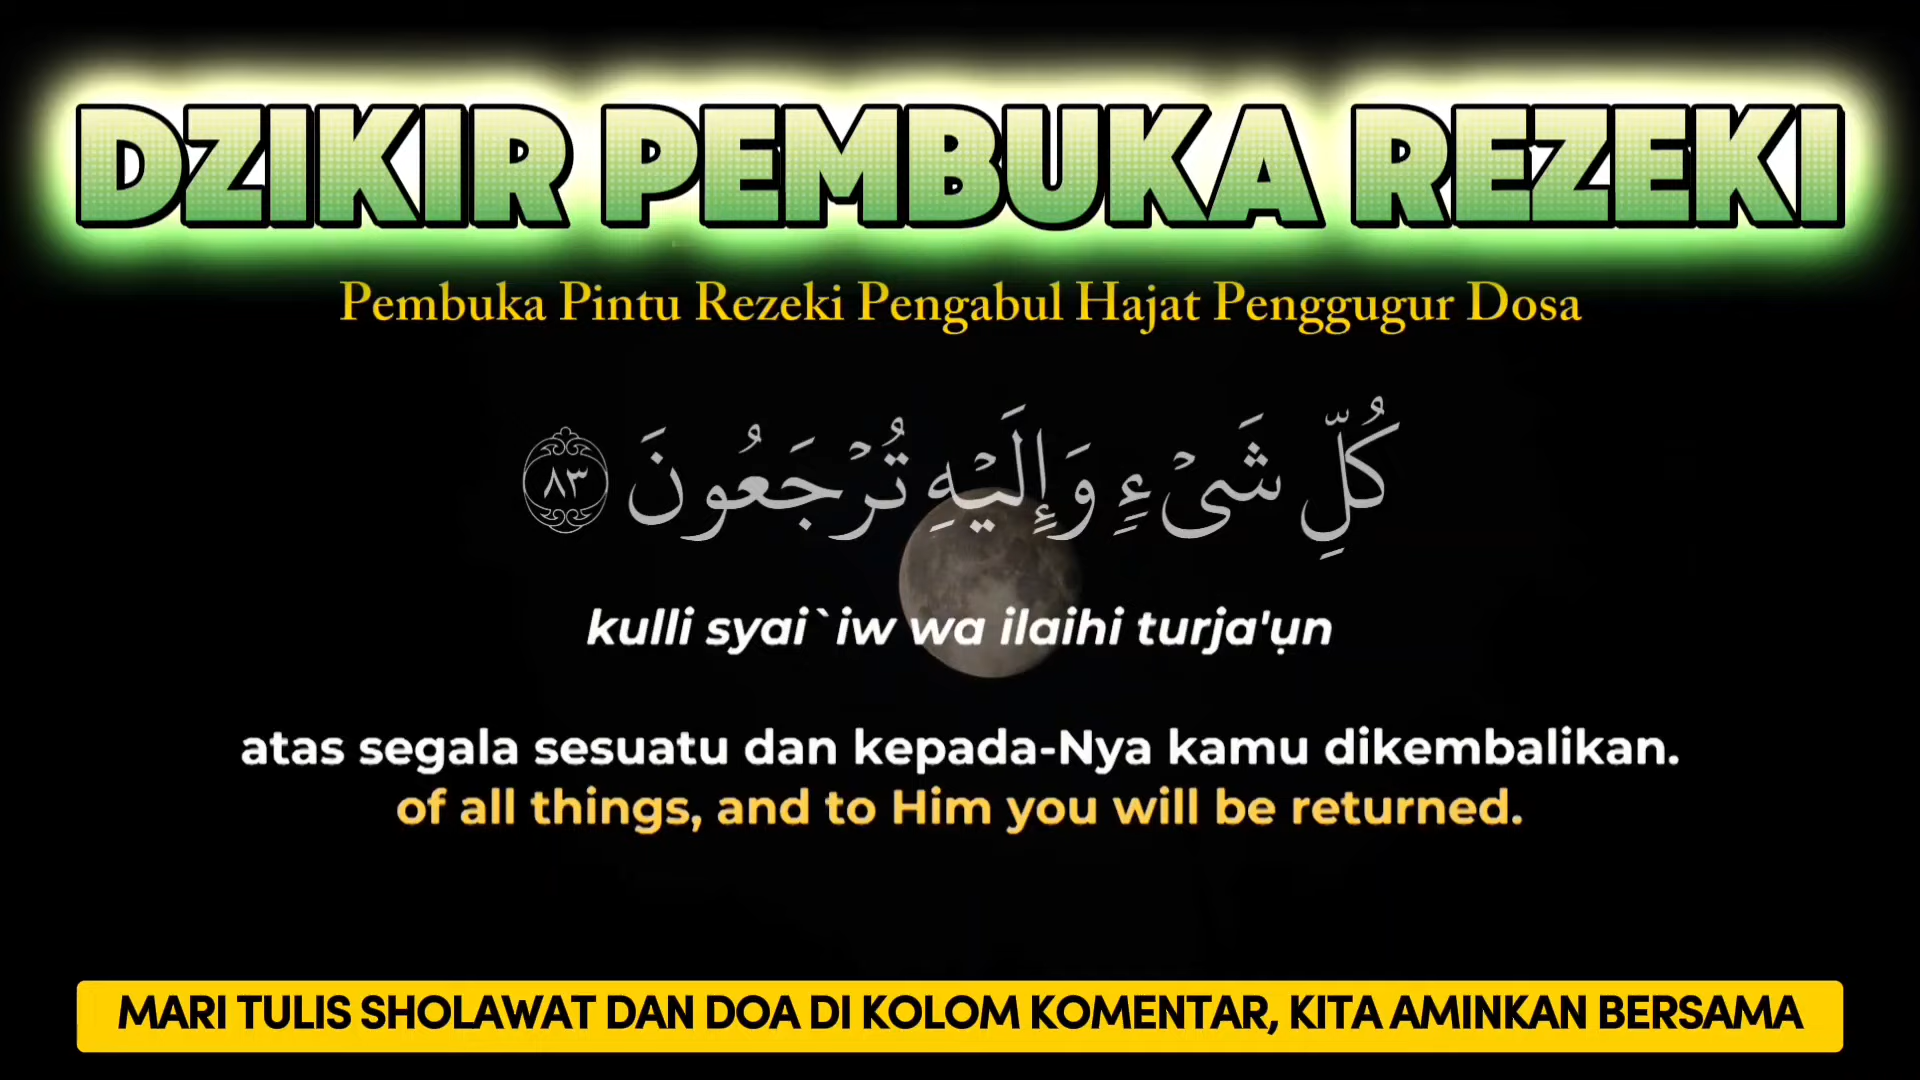 DZIKIR PEMBUKA REZEKI
Pembuka Pintu Rezeki Pengabul Hajat Penggugur Dosa
كُلِّ شَىْءٍ وَإِلَيْهِ تُرْجَعُونَ ٨٣
kulli syai`iw wa ilaihi turja'ụn
atas segala sesuatu dan kepada-Nya kamu dikembalikan.
of all things, and to Him you will be returned.
MARI TULIS SHOLAWAT DAN DOA DI KOLOM KOMENTAR, KITA AMINKAN BERSAMA